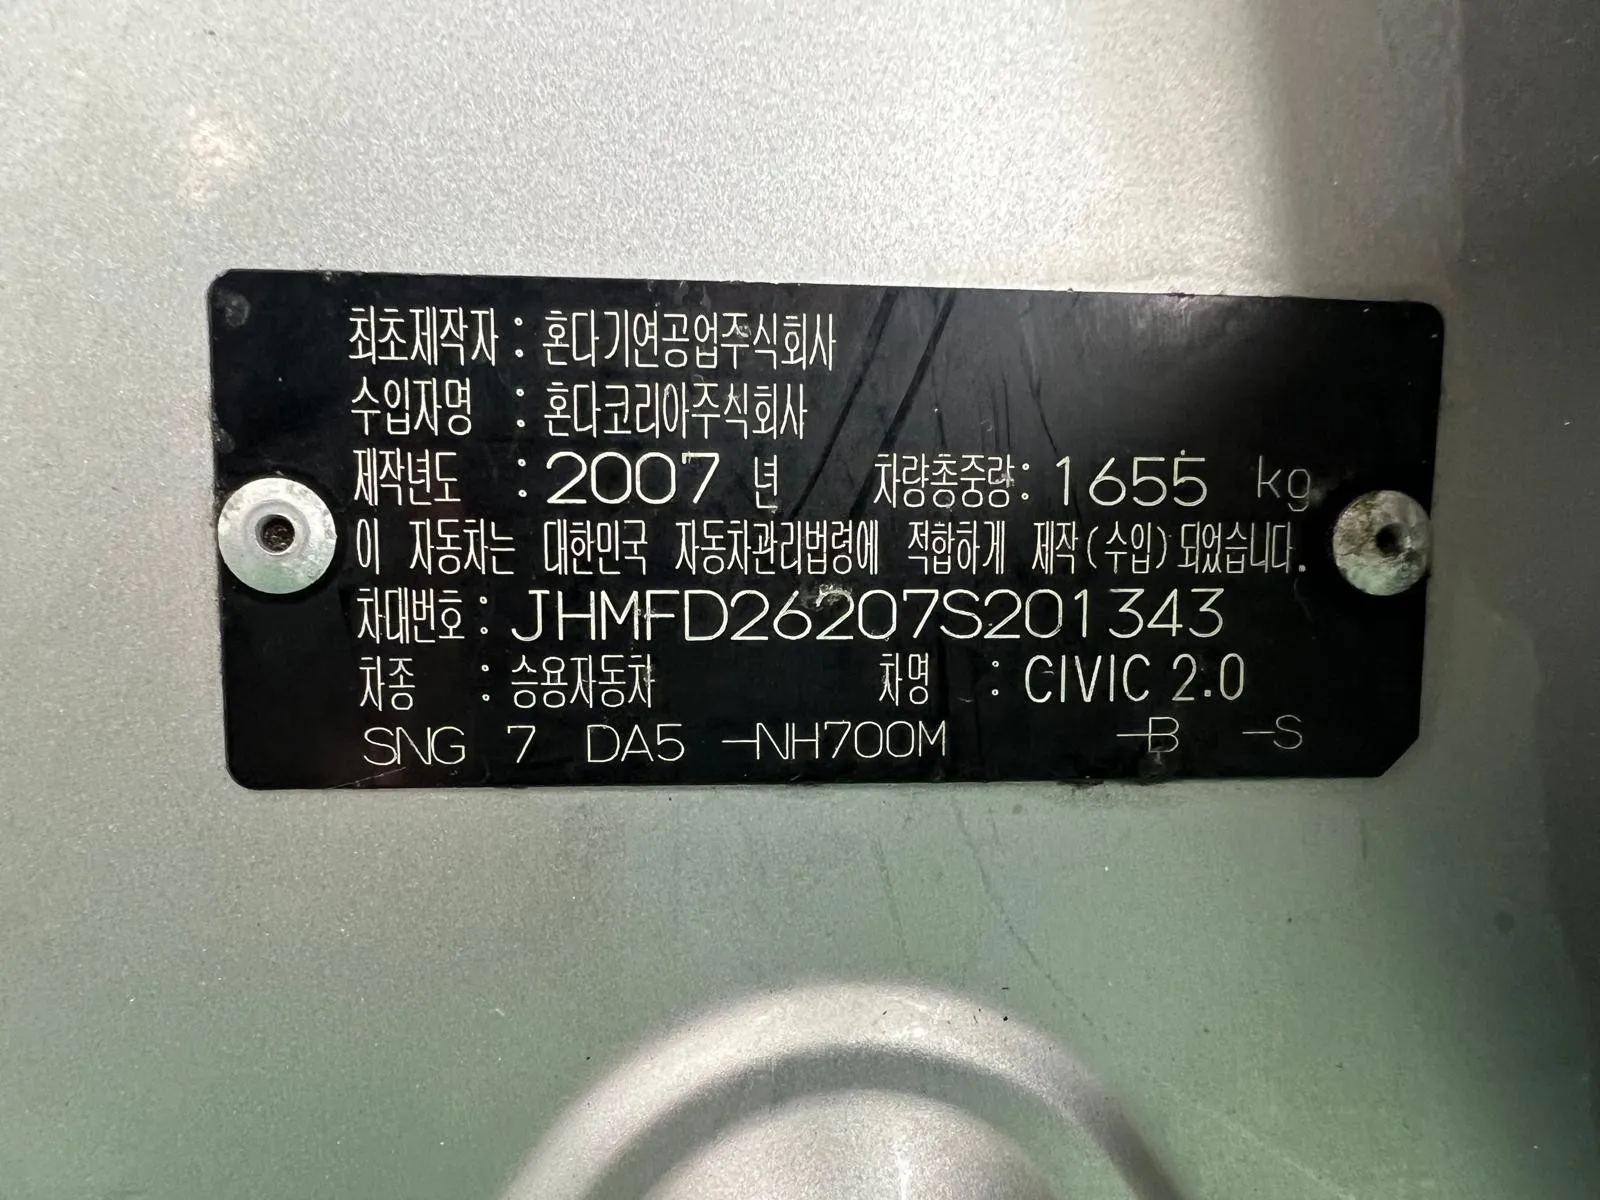 최초제작자 : 혼다기연공업주식회사
수입자명 : 혼다코리아주식회사
제작년도 : 2007 년 차량총중량: 1655 kg
이 자동차는 대한민국 자동차관리법령에 적합하게 제작(수입)되었습니다.
차대번호 : JHMFD26207S201343
차종 : 승용자동차 차명 : CIVIC 2.0
SNG 7 DA5 -NH700M -B -S